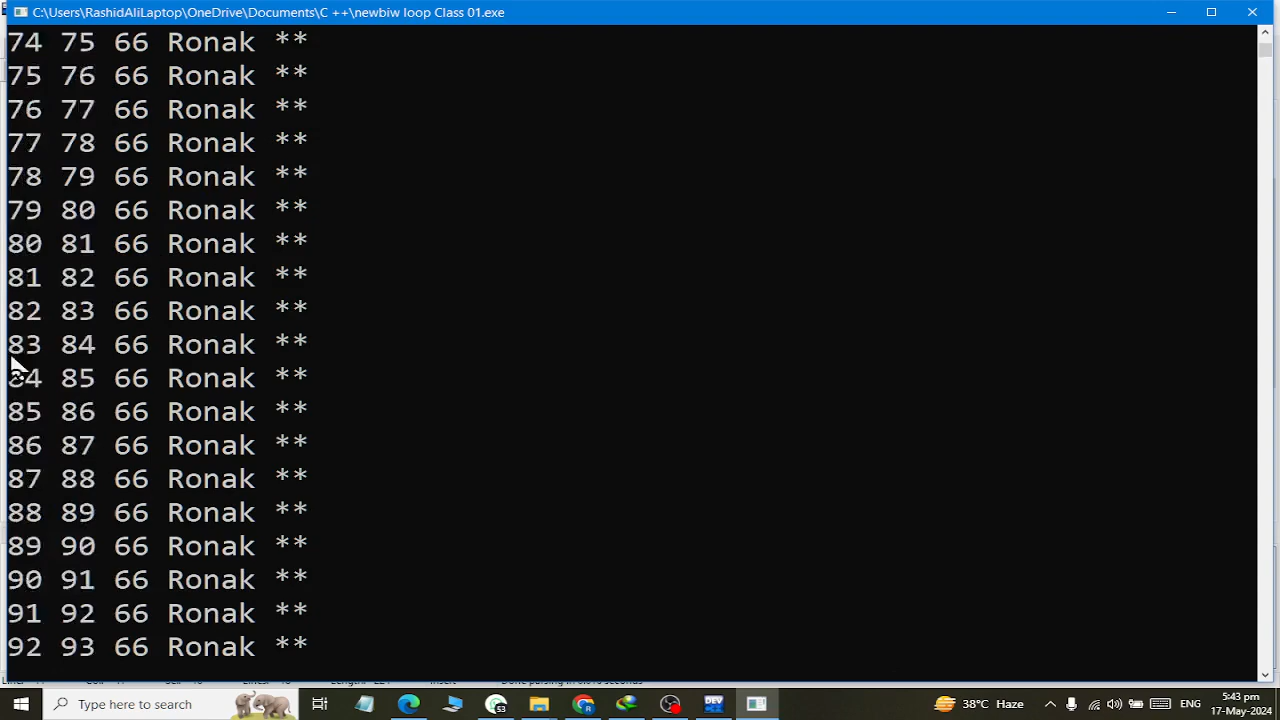 C:\Users\RashidAliLaptop\OneDrive\Documents\C ++\newbiw loop Class 01.exe
74 75 66 Ronak **
75 76 66 Ronak **
76 77 66 Ronak **
77 78 66 Ronak **
78 79 66 Ronak **
79 80 66 Ronak **
80 81 66 Ronak **
81 82 66 Ronak **
82 83 66 Ronak **
83 84 66 Ronak **
84 85 66 Ronak **
85 86 66 Ronak **
86 87 66 Ronak **
87 88 66 Ronak **
88 89 66 Ronak **
89 90 66 Ronak **
90 91 66 Ronak **
91 92 66 Ronak **
92 93 66 Ronak **
Type here to search
DEV
38°C Haze
ENG
5:43 pm
17-May-2024